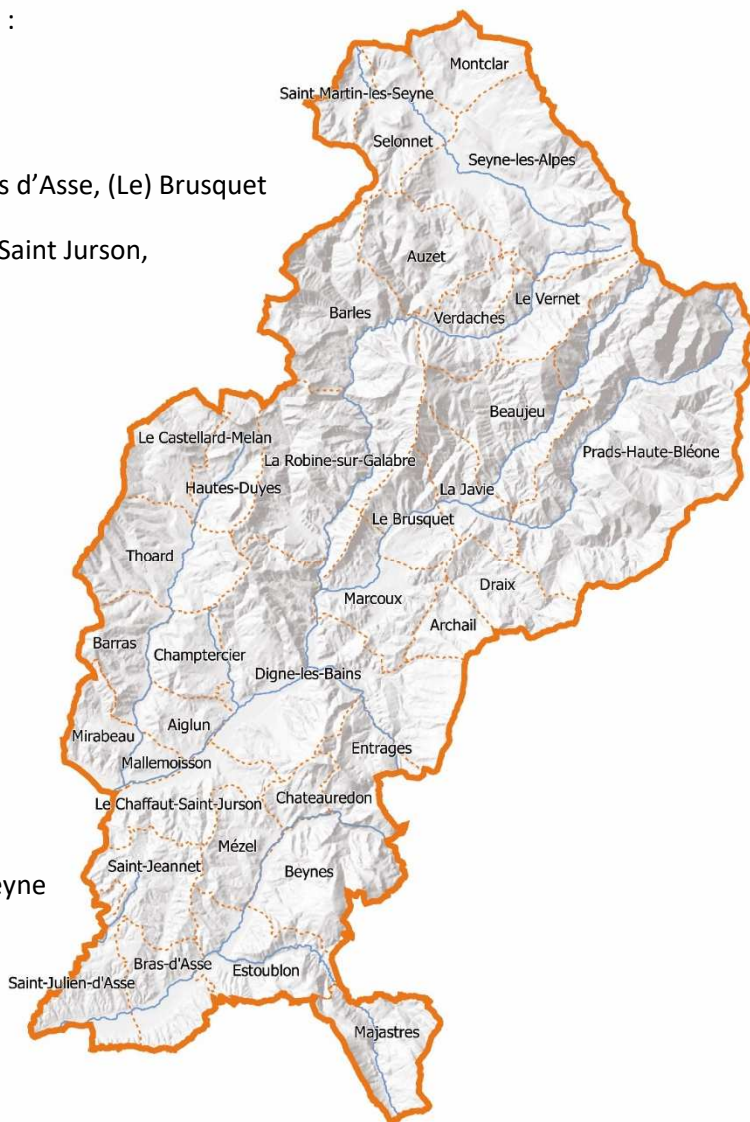 :
Montclar
Saint Martin-les-Seyne
Selonnet
Seyne-les-Alpes
s d’Asse, (Le) Brusquet
Saint Jurson,
Auzet
Le Vernet
Barles
Verdaches
Beaujeu
Le Castellard-Melan
La Robine-sur-Galabre
Prads-Haute-Bléone
Hautes-Duyes
La Javie
Le Brusquet
Thoard
Draix
Marcoux
Archail
Barras
Champtercier
Digne-les-Bains
Aiglun
Mirabeau
Entrages
Mallemoisson
Chateauredon
Le Chaffaut-Saint-Jurson
Mézel
Saint-Jeannet
Beynes
eyne
Bras-d'Asse
Estoublon
Saint-Julien-d'Asse
Majastres